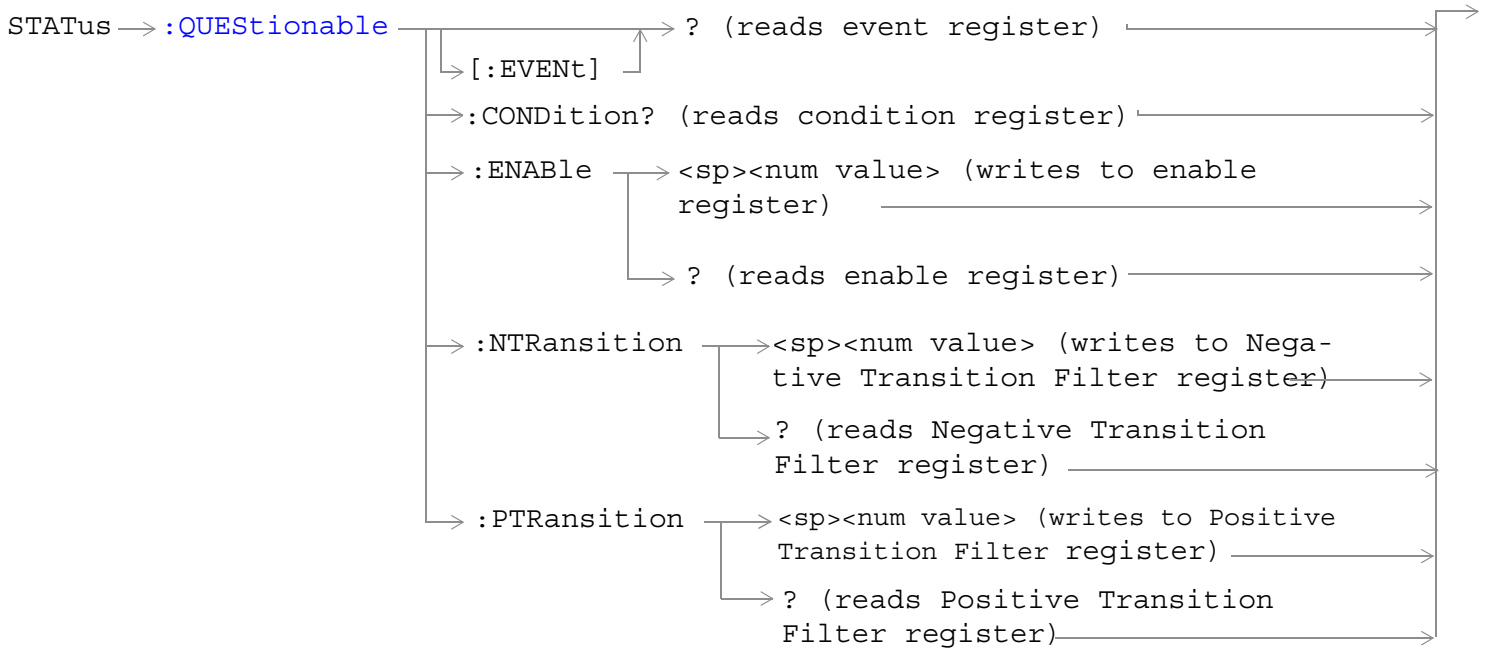 STATus :QUEStionable ? (reads event register)
[:EVENt]
:CONDition? (reads condition register)
:ENABle <sp><num value> (writes to enable
register)
? (reads enable register)
:NTRansition <sp><num value> (writes to Nega-
tive Transition Filter register)
? (reads Negative Transition
Filter register)
:PTRansition <sp><num value> (writes to Positive
Transition Filter register)
? (reads Positive Transition
Filter register)